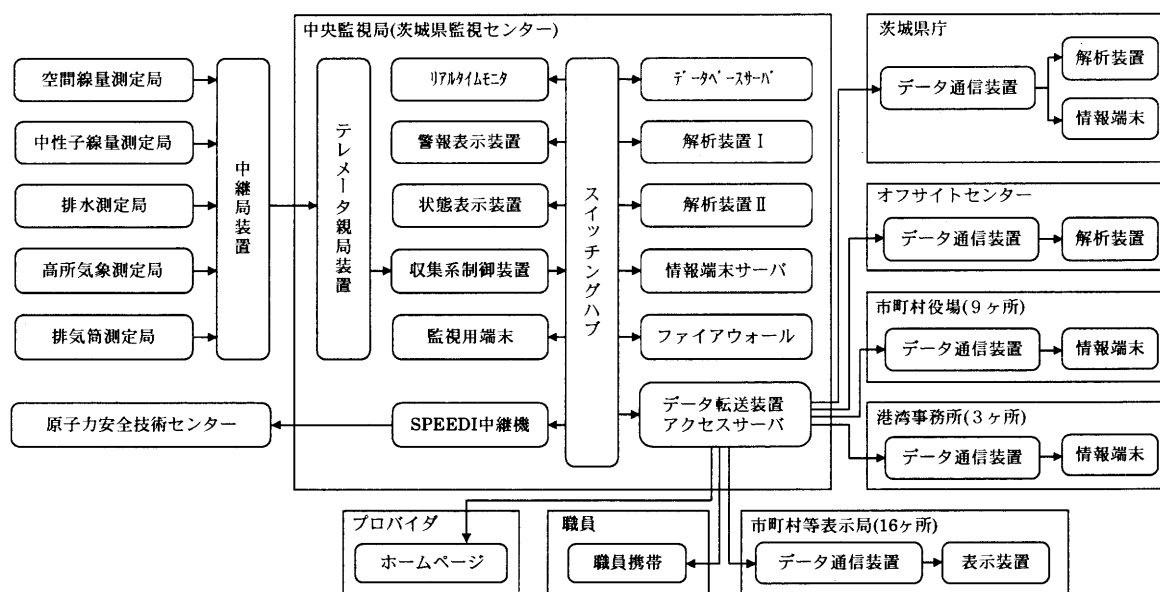 中央監視局(茨城県監視センター)
空間線量測定局
中性子線量測定局
排水測定局
高所気象測定局
排気筒測定局
中継局装置
テレメータ親局装置
ﾘｱﾙﾀｲﾑﾓﾆﾀ
警報表示装置
状態表示装置
収集系制御装置
監視用端末
SPEEDI中継機
原子力安全技術センター
スイッチングハブ
ﾃﾞｰﾀﾍﾞｰｽｻｰﾊﾞ
解析装置Ⅰ
解析装置Ⅱ
情報端末サーバ
ファイアウォール
データ転送装置
アクセスサーバ
茨城県庁
データ通信装置
解析装置
情報端末
オフサイトセンター
データ通信装置
解析装置
市町村役場(9ヶ所)
データ通信装置
情報端末
港湾事務所(3ヶ所)
データ通信装置
情報端末
プロバイダ
ホームページ
職員
職員携帯
市町村等表示局(16ヶ所)
データ通信装置
表示装置